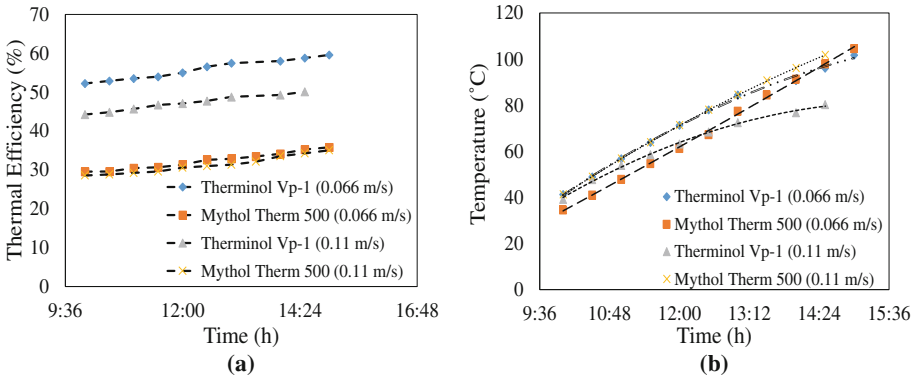 70
60
50
40
30
20
10
0
9:36
12:00
14:24
16:48
Thermal Efficiency (%)
Time (h)
Therminol Vp-1 (0.066 m/s)
Mythol Therm 500 (0.066 m/s)
Therminol Vp-1 (0.11 m/s)
Mythol Therm 500 (0.11 m/s)
(a)
120
100
80
60
40
20
0
9:36
10:48
12:00
13:12
14:24
15:36
Temperature (˚C)
Time (h)
Therminol Vp-1 (0.066 m/s)
Mythol Therm 500 (0.066 m/s)
Therminol Vp-1 (0.11 m/s)
Mythol Therm 500 (0.11 m/s)
(b)